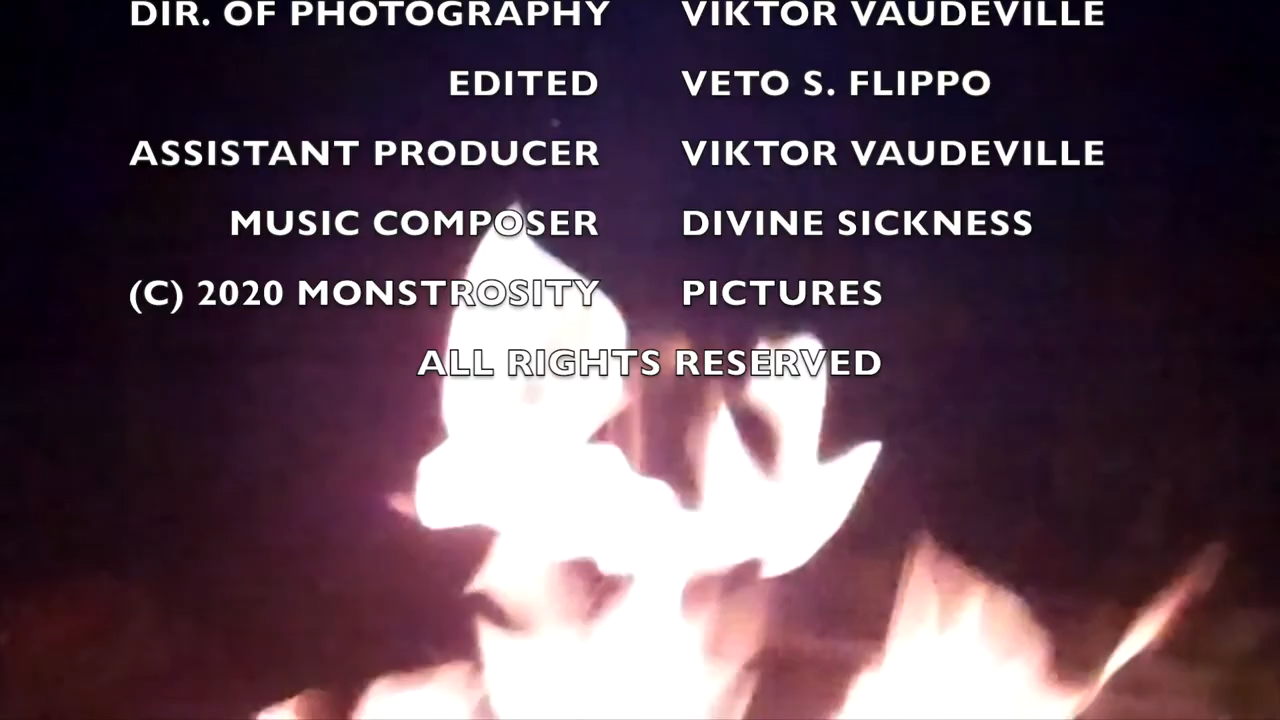 DIR. OF PHOTOGRAPHY VIKTOR VAUDEVILLE
EDITED VETO S. FLIPPO
ASSISTANT PRODUCER VIKTOR VAUDEVILLE
MUSIC COMPOSER DIVINE SICKNESS
(C) 2020 MONSTROSITY PICTURES
ALL RIGHTS RESERVED